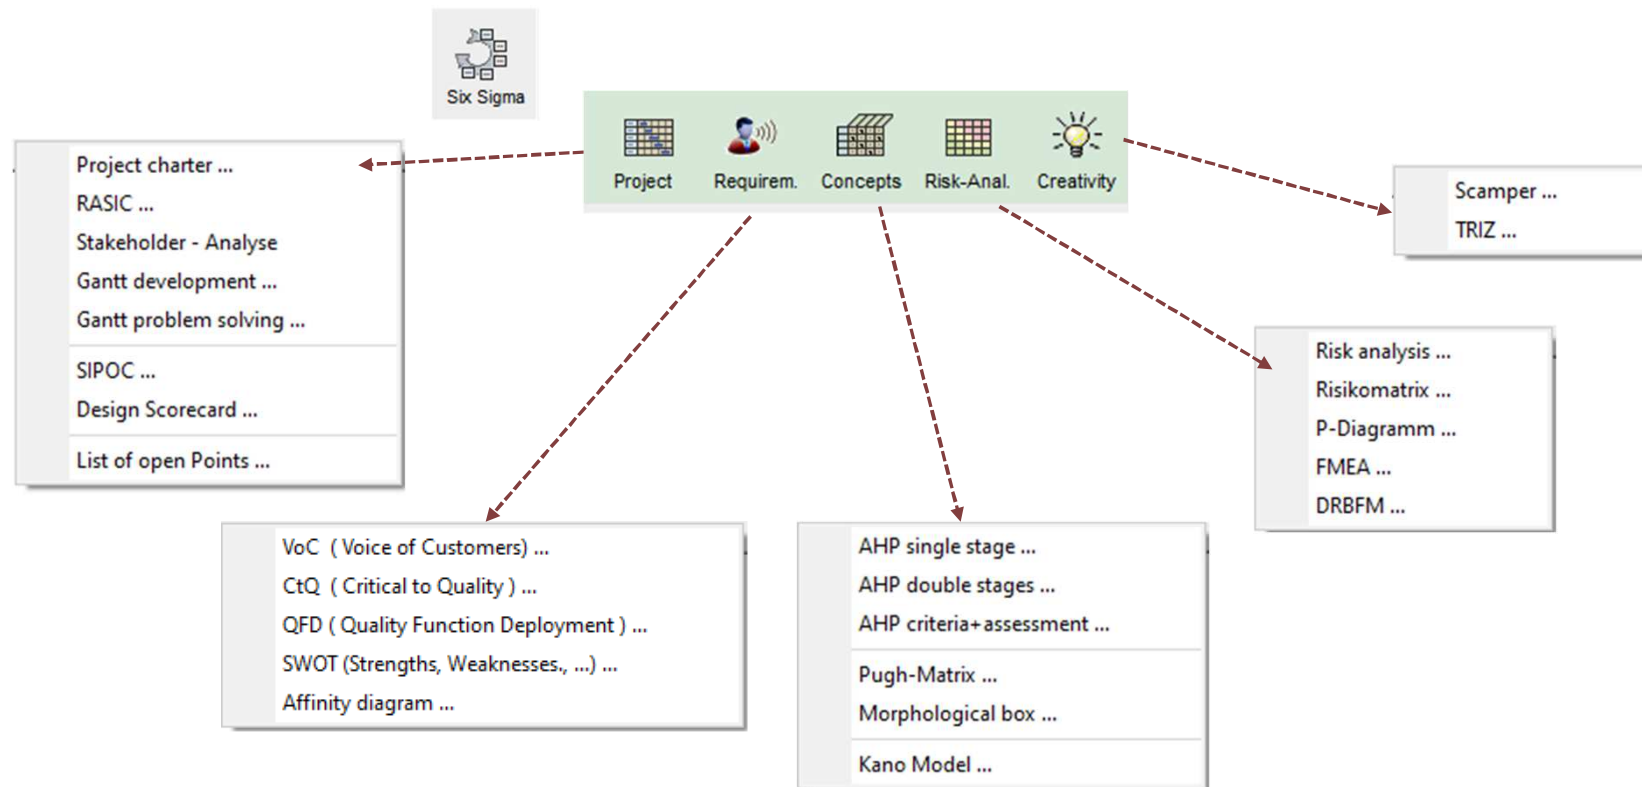 Six Sigma
Project
Requirem.
Concepts
Risk-Anal.
Creativity
Project charter ...
RASIC ...
Stakeholder - Analyse
Gantt development ...
Gantt problem solving ...
SIPOC ...
Design Scorecard ...
List of open Points ...
VoC  ( Voice of Customers) ...
CtQ  ( Critical to Quality ) ...
QFD ( Quality Function Deployment ) ...
SWOT (Strengths, Weaknesses., ...) ...
Affinity diagram ...
AHP single stage ...
AHP double stages ...
AHP criteria+assessment ...
Pugh-Matrix ...
Morphological box ...
Kano Model ...
Risk analysis ...
Risikomatrix ...
P-Diagramm ...
FMEA ...
DRBFM ...
Scamper ...
TRIZ ...